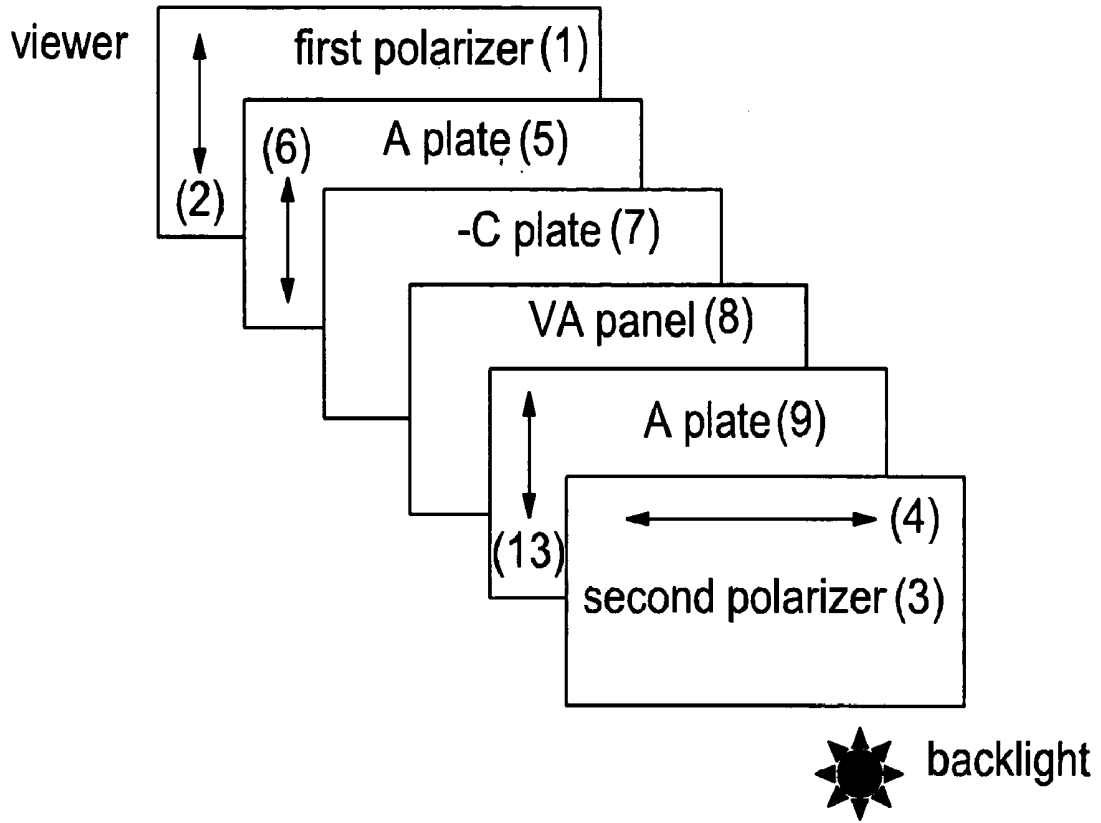 viewer
first polarizer (1)
(2)
A plate (5)
(6)
-C plate (7)
VA panel (8)
A plate (9)
(13)
(4)
second polarizer (3)
backlight